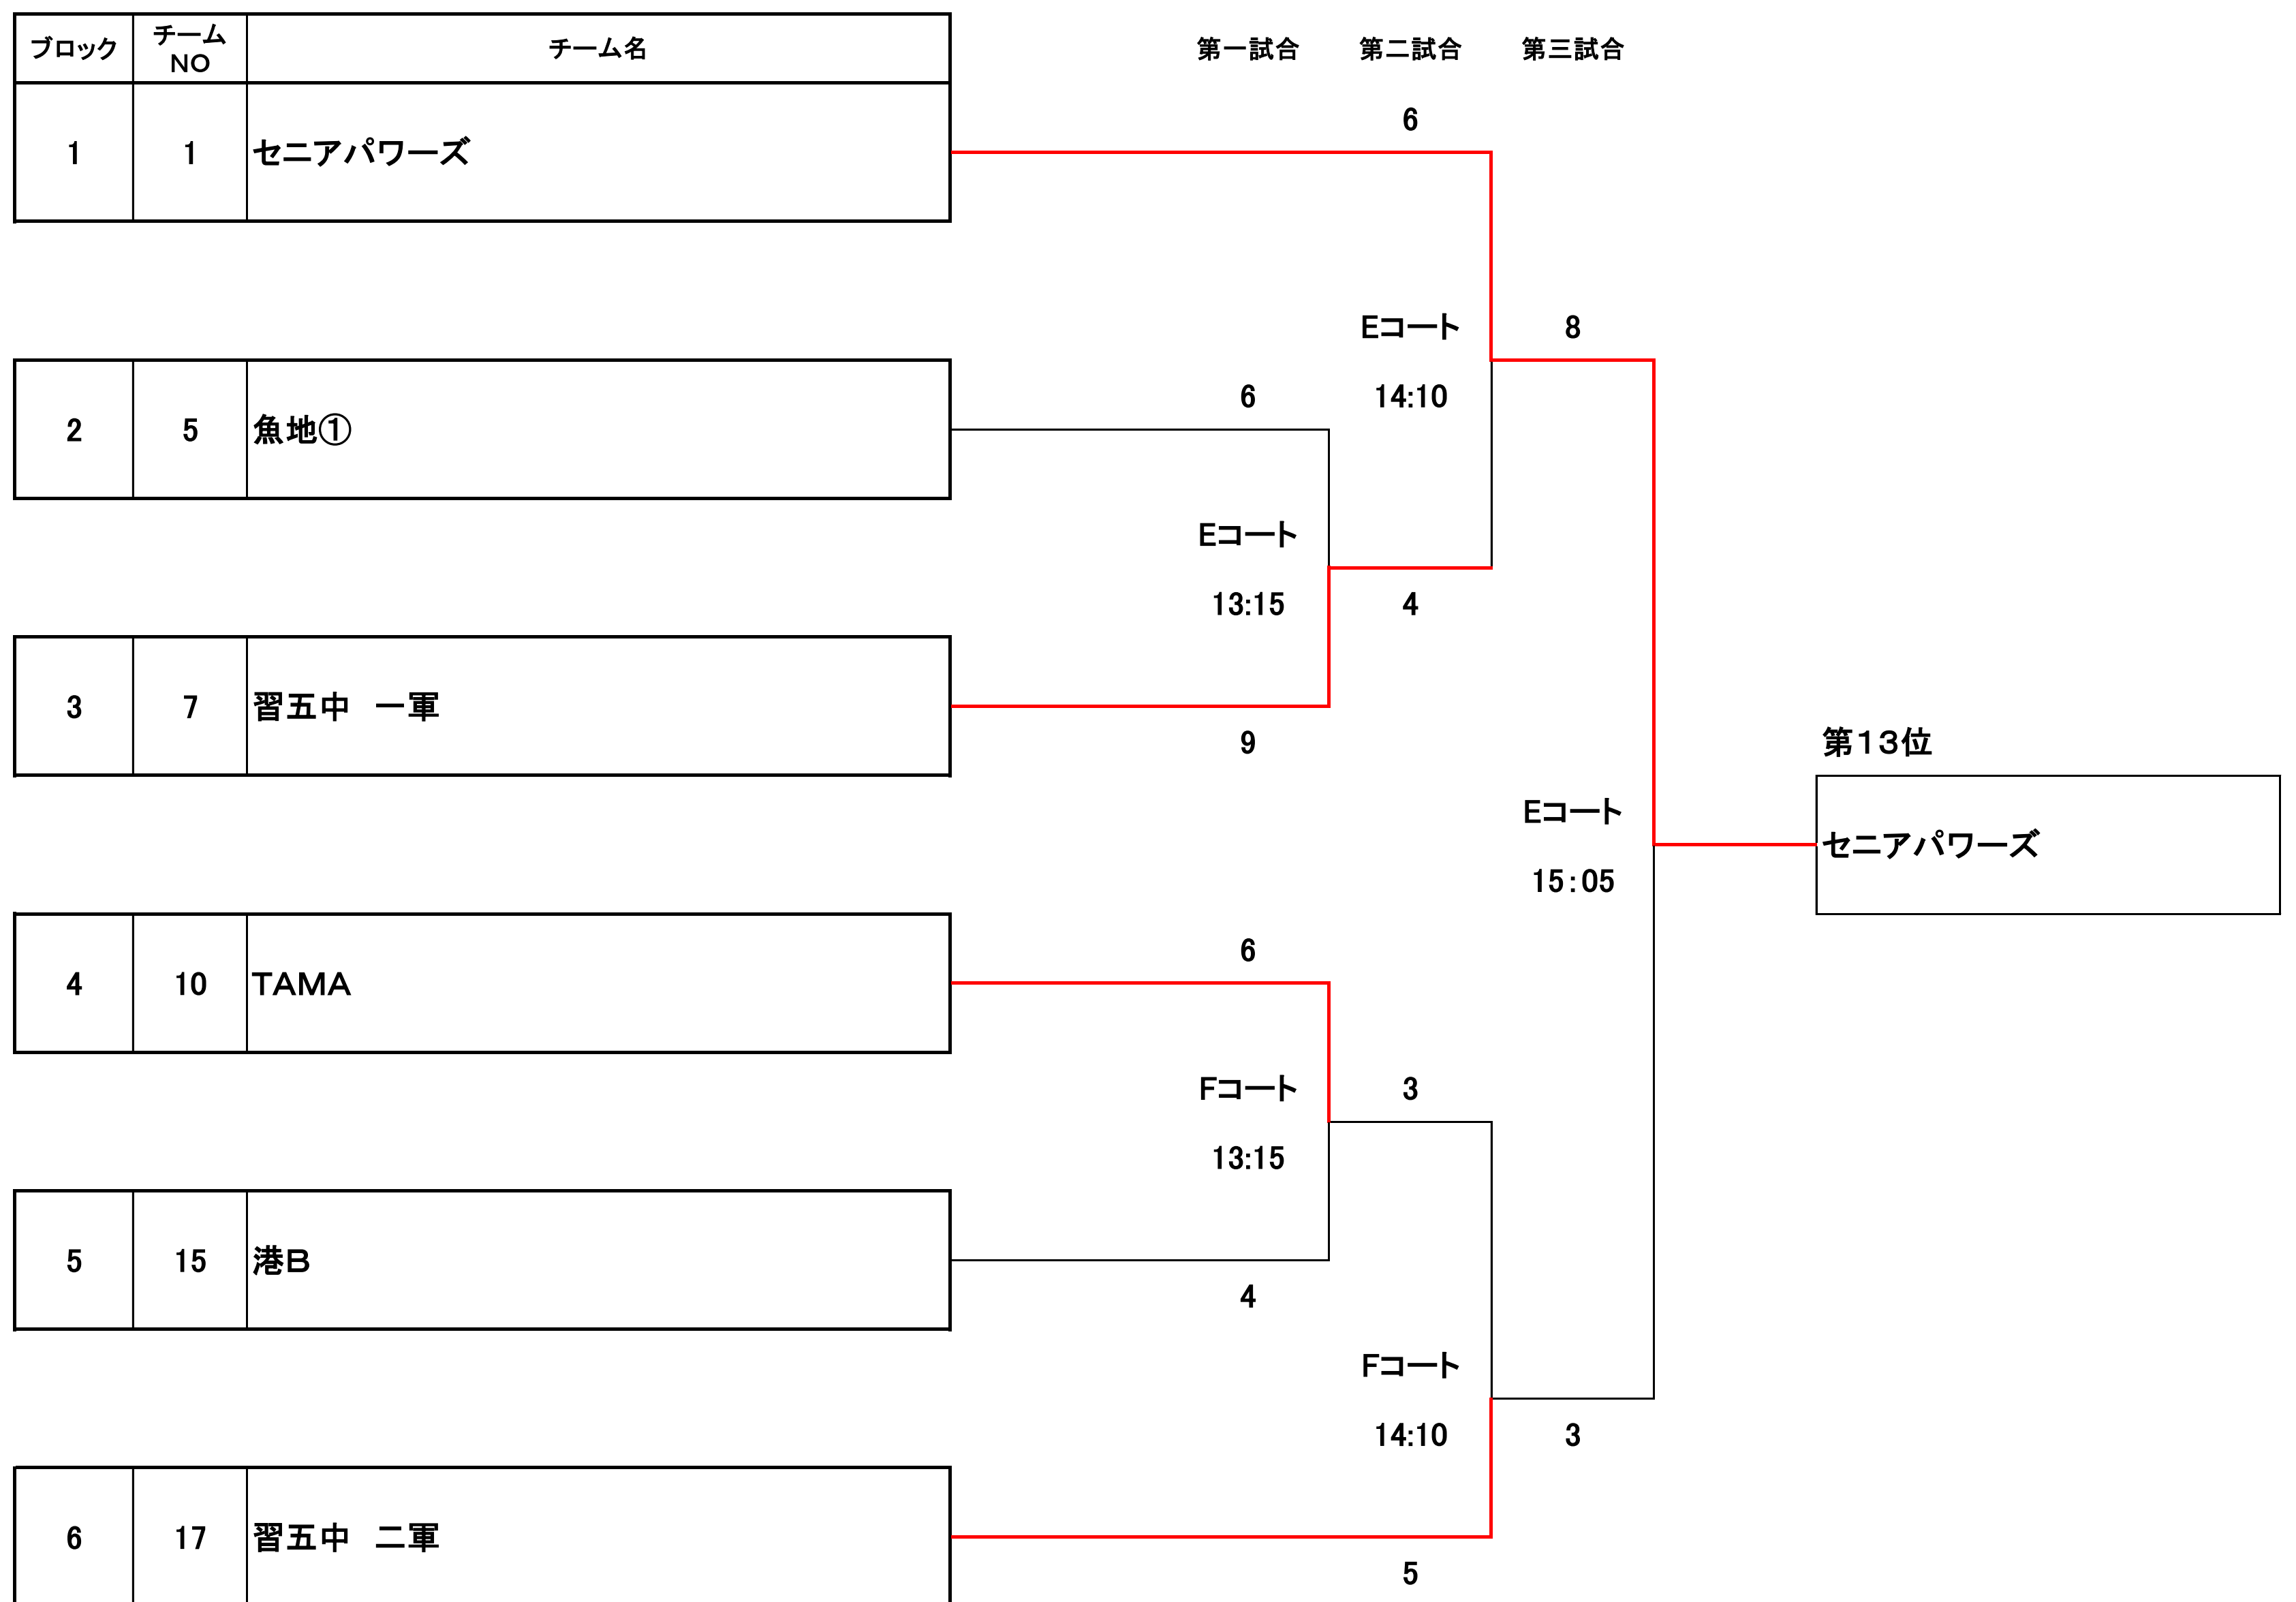 ブロック
チーム
NO
チーム名
第一試合
第二試合
第三試合
6
1
1
セニアパワーズ
Eコート
8
14:10
6
2
5
魚地①
Eコート
13:15
4
3
7
習五中　一軍
9
第13位
Eコート
セニアパワーズ
15:05
6
4
10
TAMA
Fコート
3
13:15
5
15
港B
4
Fコート
14:10
3
6
17
習五中　二軍
5